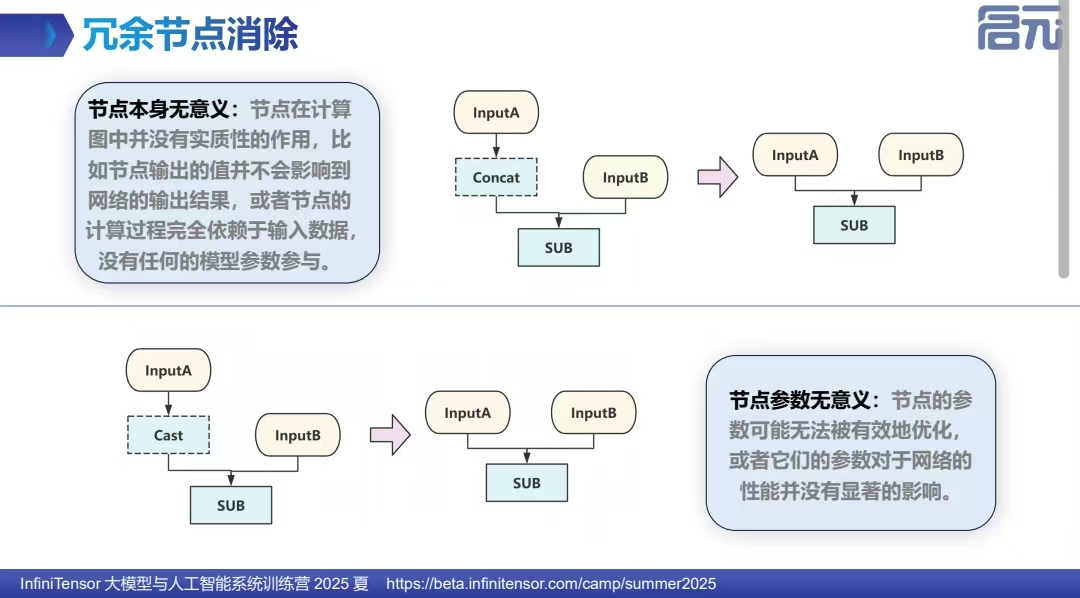 冗余节点消除
启元
节点本身无意义：节点在计算
图中并没有实质性的作用，比
如节点输出的值并不会影响到
网络的输出结果，或者节点的
计算过程完全依赖于输入数据，
没有任何的模型参数参与。
InputA
Concat
InputB
SUB
InputA
InputB
SUB
InputA
Cast
InputB
SUB
InputA
InputB
SUB
节点参数无意义：节点的参
数可能无法被有效地优化，
或者它们的参数对于网络的
性能并没有显著的影响。
InfiniTensor 大模型与人工智能系统训练营 2025 夏 https://beta.infinitensor.com/camp/summer2025